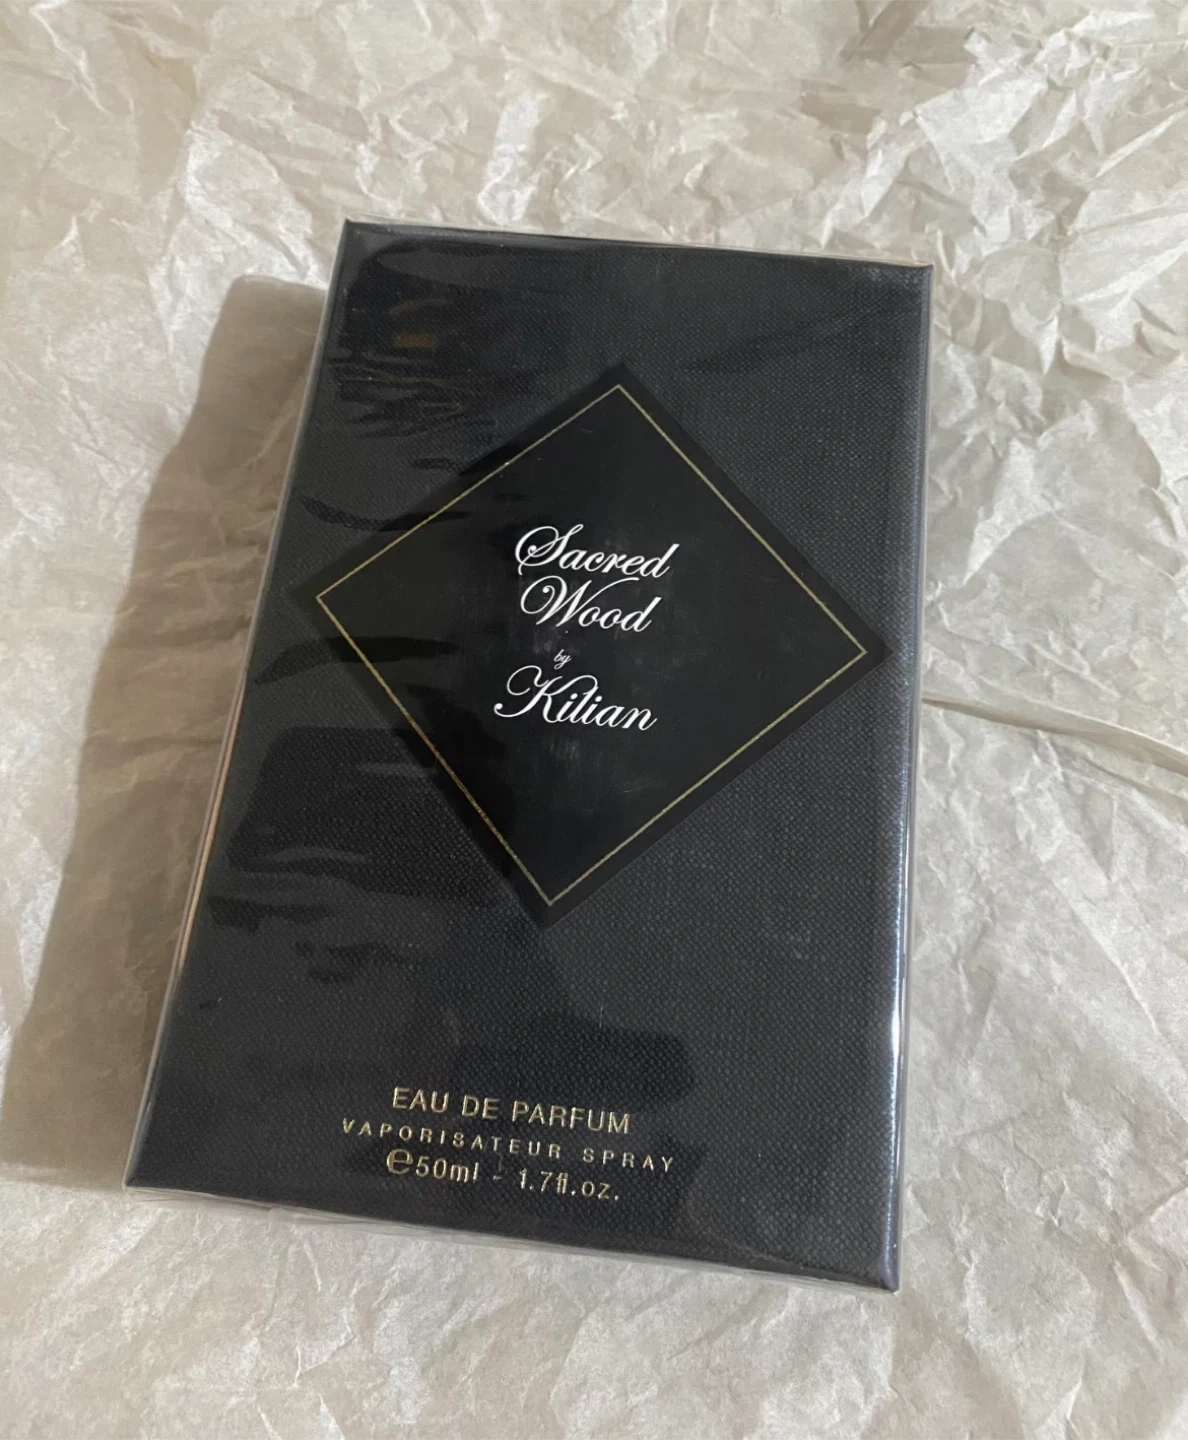 Sacred
Wood
by
Kilian
EAU DE PARFUM
VAPORISATEUR SPRAY
℮50ml - 1.7fl.oz.